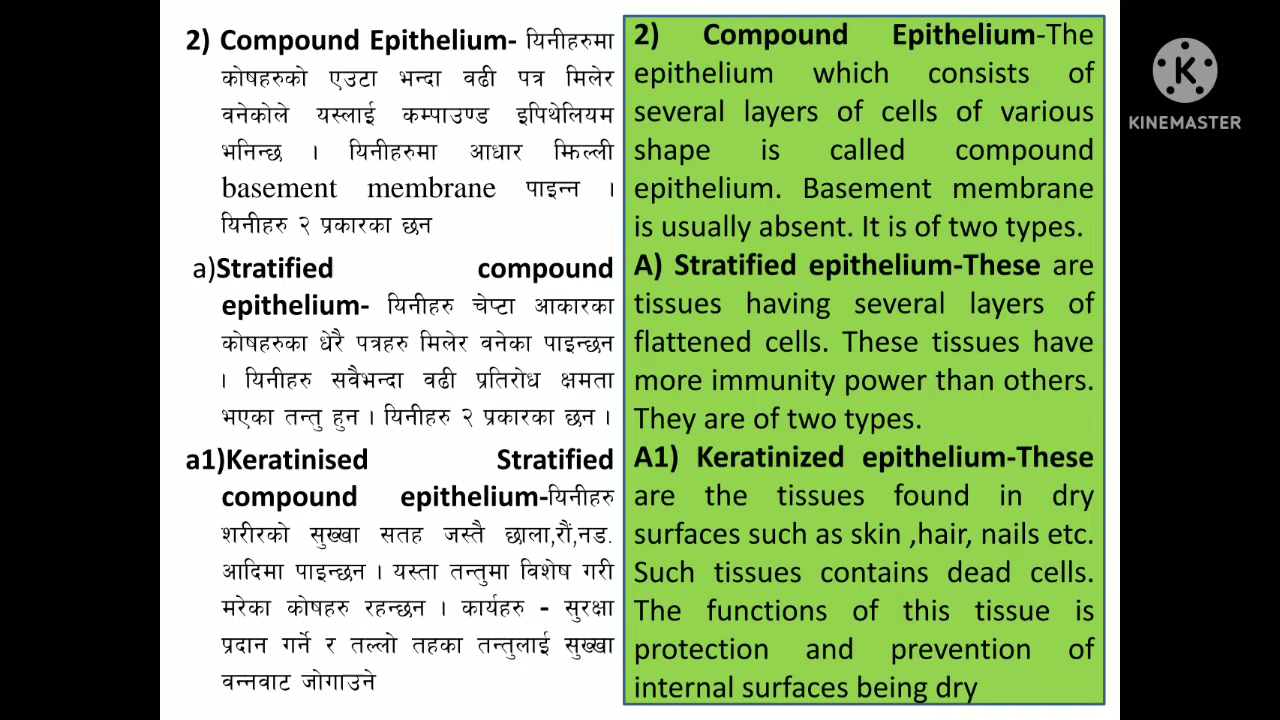 2) Compound Epithelium- यिनीहरुमा
कोषहरुको एउटा भन्दा वढी पत्र मिलेर
वनेकोले यस्लाई कम्पाउण्ड इपिथेलियम
भनिन्छ । यिनीहरुमा आधार झिल्ली
basement membrane पाइन्न ।
यिनीहरु २ प्रकारका छन
a)Stratified compound
epithelium- यिनीहरु चेप्टा आकारका
कोषहरुका धेरै पत्रहरु मिलेर वनेका पाइन्छन
। यिनीहरु सवैभन्दा वढी प्रतिरोध क्षमता
भएका तन्तु हुन । यिनीहरु २ प्रकारका छन ।
a1)Keratinised Stratified
compound epithelium-यिनीहरु
शरीरको सुख्खा सतह जस्तै छाला,रौं,नङ.
आदिमा पाइन्छन । यस्ता तन्तुमा विशेष गरी
मरेका कोषहरु रहन्छन । कार्यहरु - सुरक्षा
प्रदान गर्ने र तल्लो तहका तन्तुलाई सुख्खा
वन्नवाट जोगाउने
2) Compound Epithelium-The
epithelium which consists of
several layers of cells of various
shape is called compound
epithelium. Basement membrane
is usually absent. It is of two types.
A) Stratified epithelium-These are
tissues having several layers of
flattened cells. These tissues have
more immunity power than others.
They are of two types.
A1) Keratinized epithelium-These
are the tissues found in dry
surfaces such as skin ,hair, nails etc.
Such tissues contains dead cells.
The functions of this tissue is
protection and prevention of
internal surfaces being dry
K
KINEMASTER